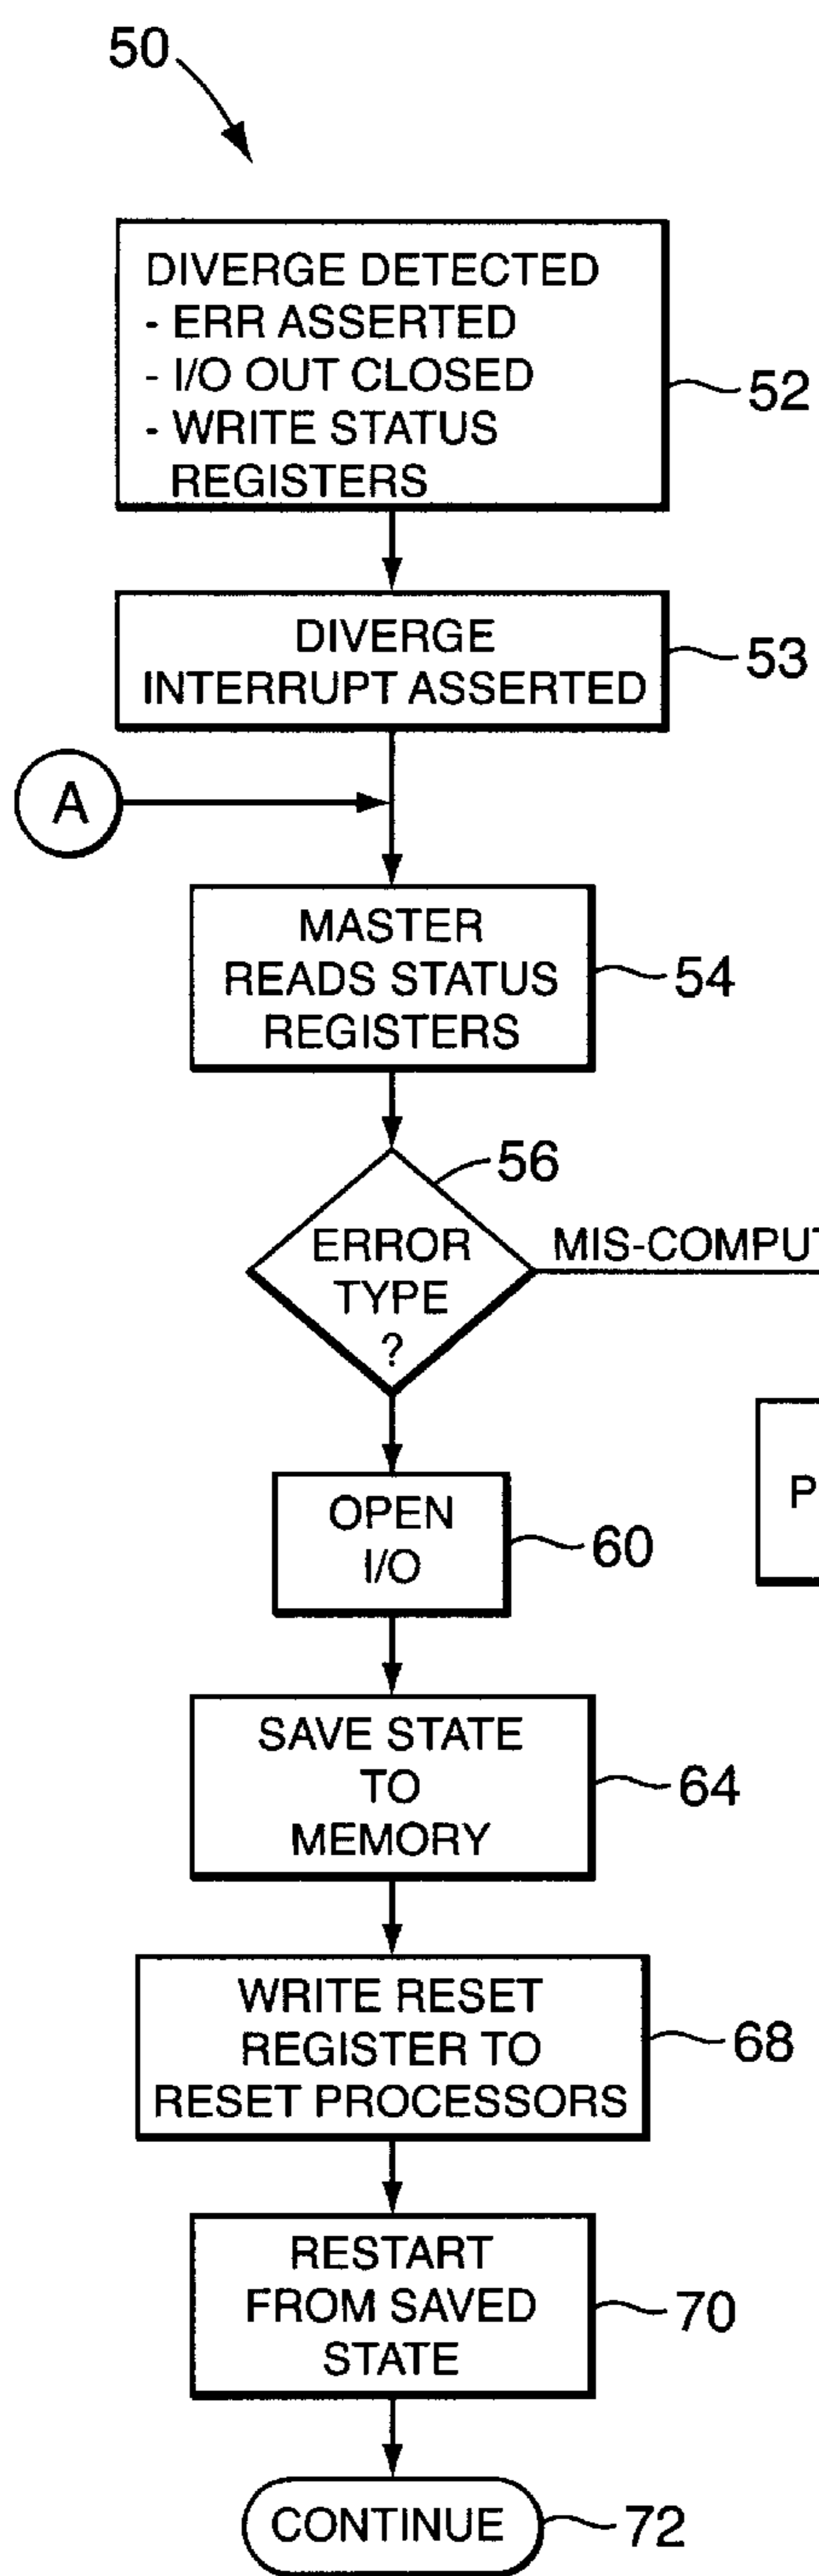 50
DIVERGE DETECTED
- ERR ASSERTED
- I/O OUT CLOSED
- WRITE STATUS
REGISTERS
52
DIVERGE
INTERRUPT ASSERTED
53
A
MASTER
READS STATUS
REGISTERS
54
56
ERROR
TYPE
?
MIS-COMPUT
P
OPEN
I/O
60
SAVE STATE
TO
MEMORY
64
WRITE RESET
REGISTER TO
RESET PROCESSORS
68
RESTART
FROM SAVED
STATE
70
CONTINUE
72